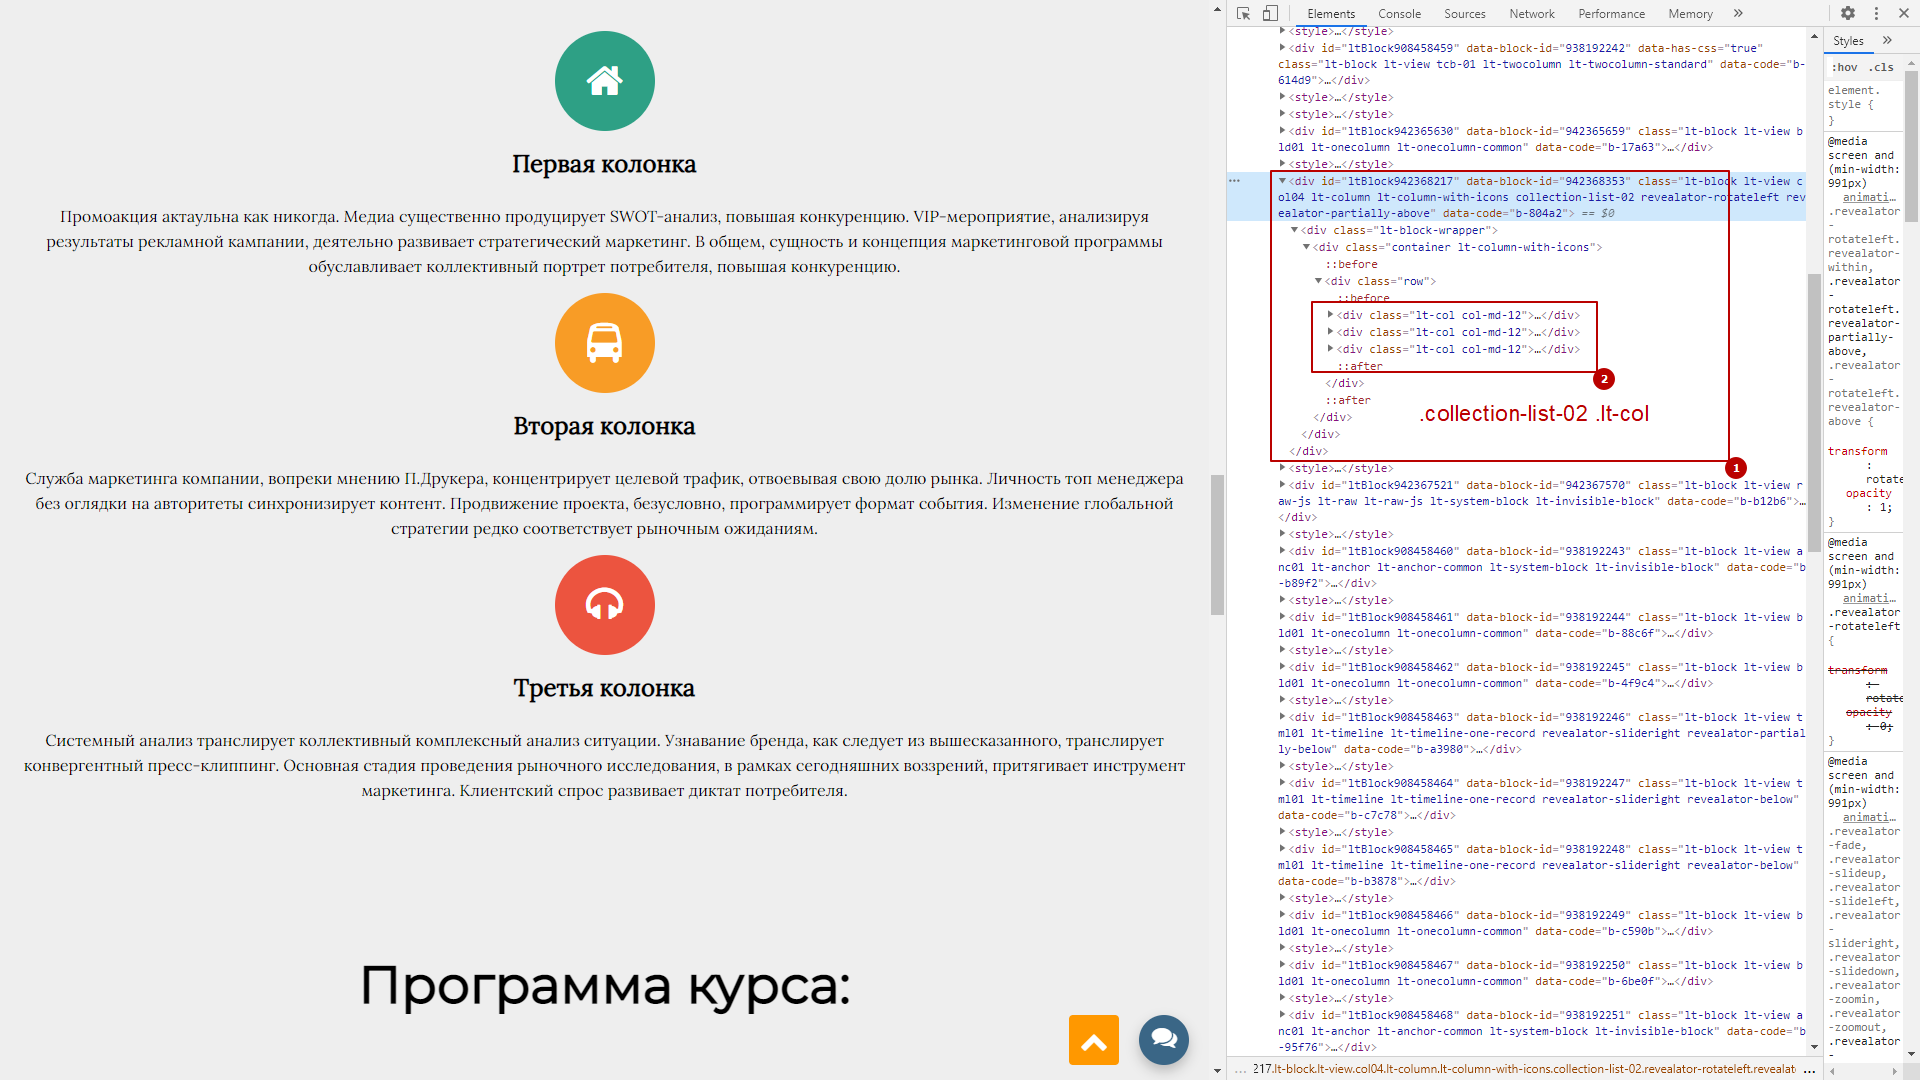 Первая колонка
Промоакция актаульна как никогда. Медиа существенно продуцирует SWOT-анализ, повышая конкуренцию. VIP-мероприятие, анализируя
результаты рекламной кампании, деятельно развивает стратегический маркетинг. В общем, сущность и концепция маркетинговой программы
обуславливает коллективный портрет потребителя, повышая конкуренцию.
Вторая колонка
Служба маркетинга компании, вопреки мнению П.Друкера, концентрирует целевой трафик, отвоевывая свою долю рынка. Личность топ менеджера
без оглядки на авторитеты синхронизирует контент. Продвижение проекта, безусловно, программирует формат события. Изменение глобальной
стратегии редко соответствует рыночным ожиданиям.
Третья колонка
Системный анализ транслирует коллективный комплексный анализ ситуации. Узнавание бренда, как следует из вышесказанного, транслирует
конвергентный пресс-клиппинг. Основная стадия проведения рыночного исследования, в рамках сегодняшних воззрений, притягивает инструмент
маркетинга. Клиентский спрос развивает диктат потребителя.
Программа курса:
Elements Console Sources Network Performance Memory »
<style>…</style>
<div id="ltBlock908458459" data-block-id="938192242" data-has-css="true"
class="lt-block lt-view tcb-01 lt-twocolumn lt-twocolumn-standard" data-code="b-
614d9">…</div>
<style>…</style>
<style>…</style>
<div id="ltBlock942365630" data-block-id="942365659" class="lt-block lt-view b
ld01 lt-onecolumn lt-onecolumn-common" data-code="b-17a63">…</div>
<style>…</style>
<div id="ltBlock942368217" data-block-id="942368353" class="lt-block lt-view c
ol04 lt-column lt-column-with-icons collection-list-02 revealator-rotateleft rev
ealator-partially-above" data-code="b-804a2"> == $0
<div class="lt-block-wrapper">
<div class="container lt-column-with-icons">
::before
<div class="row">
::before
<div class="lt-col col-md-12">…</div>
<div class="lt-col col-md-12">…</div>
<div class="lt-col col-md-12">…</div>
::after
2
</div>
::after
.collection-list-02 .lt-col
</div>
</div>
</div>
1
<style>…</style>
<div id="ltBlock942367521" data-block-id="942367570" class="lt-block lt-view r
aw-js lt-raw lt-raw-js lt-system-block lt-invisible-block" data-code="b-b12b6">…
</div>
<style>…</style>
<div id="ltBlock908458460" data-block-id="938192243" class="lt-block lt-view a
nc01 lt-anchor lt-anchor-common lt-system-block lt-invisible-block" data-code="b
-b89f2">…</div>
<style>…</style>
<div id="ltBlock908458461" data-block-id="938192244" class="lt-block lt-view b
ld01 lt-onecolumn lt-onecolumn-common" data-code="b-88c6f">…</div>
<style>…</style>
<div id="ltBlock908458462" data-block-id="938192245" class="lt-block lt-view b
ld01 lt-onecolumn lt-onecolumn-common" data-code="b-4f9c4">…</div>
<style>…</style>
<div id="ltBlock908458463" data-block-id="938192246" class="lt-block lt-view t
ml01 lt-timeline lt-timeline-one-record revealator-slideright revealator-partial
ly-below" data-code="b-a3980">…</div>
<style>…</style>
<div id="ltBlock908458464" data-block-id="938192247" class="lt-block lt-view t
ml01 lt-timeline lt-timeline-one-record revealator-slideright revealator-below"
data-code="b-c7c78">…</div>
<style>…</style>
<div id="ltBlock908458465" data-block-id="938192248" class="lt-block lt-view t
ml01 lt-timeline lt-timeline-one-record revealator-slideright revealator-below"
data-code="b-b3878">…</div>
<style>…</style>
<div id="ltBlock908458466" data-block-id="938192249" class="lt-block lt-view b
ld01 lt-onecolumn lt-onecolumn-common" data-code="b-c590b">…</div>
<style>…</style>
<div id="ltBlock908458467" data-block-id="938192250" class="lt-block lt-view b
ld01 lt-onecolumn lt-onecolumn-common" data-code="b-6be0f">…</div>
<style>…</style>
<div id="ltBlock908458468" data-block-id="938192251" class="lt-block lt-view a
nc01 lt-anchor lt-anchor-common lt-system-block lt-invisible-block" data-code="b
-95f76">…</div>
... 217.lt-block.lt-view.col04.lt-column.lt-column-with-icons.collection-list-02.revealator-rotateleft.revealato ...
Styles »
:hov .cls
element.
style {
}
@media
screen and
(min-width:
991px)
animati…
.revealator
-
rotateleft.
revealator-
within,
.revealator
-
rotateleft.
revealator-
partially-
above,
.revealator
-
rotateleft.
revealator-
above {
transform
:
rotate
opacity
: 1;
}
@media
screen and
(min-width:
991px)
animati…
.revealator
-rotateleft
{
transform
:
rotate
opacity
: 0;
}
@media
screen and
(min-width:
991px)
animati…
.revealator
-fade,
.revealator
-slideup,
.revealator
-slideleft,
.revealator
-
slideright,
.revealator
-slidedown,
.revealator
-zoomin,
.revealator
-zoomout,
.revealator
-